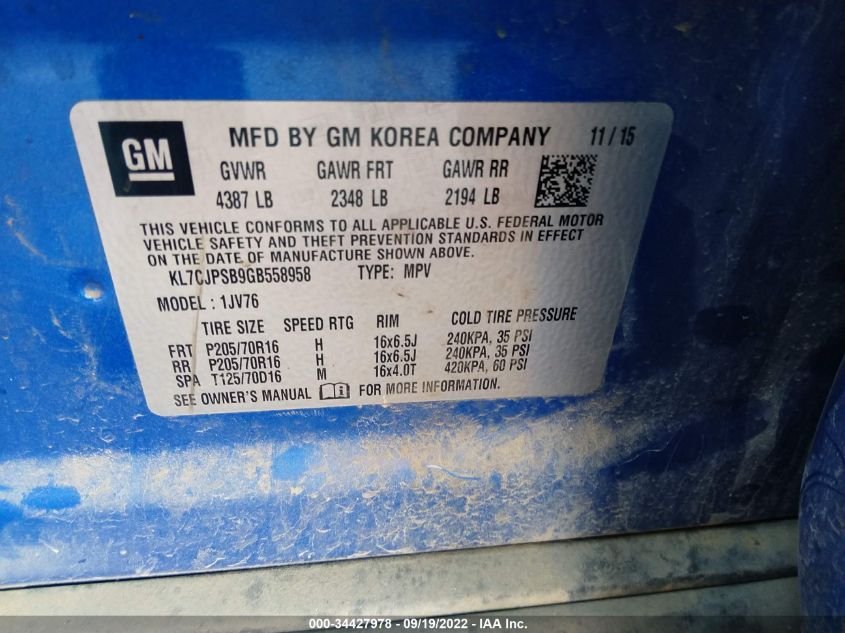 GM
MFD BY GM KOREA COMPANY 11 / 15
GVWR GAWR FRT GAWR RR
4387 LB 2348 LB 2194 LB
THIS VEHICLE CONFORMS TO ALL APPLICABLE U.S. FEDERAL MOTOR
VEHICLE SAFETY AND THEFT PREVENTION STANDARDS IN EFFECT
ON THE DATE OF MANUFACTURE SHOWN ABOVE.
KL7CJPSB9GB558958 TYPE: MPV
MODEL : 1JV76
TIRE SIZE SPEED RTG RIM COLD TIRE PRESSURE
FRT P205/70R16 H 16x6.5J 240KPA, 35 PSI
RR P205/70R16 H 16x6.5J 240KPA, 35 PSI
SPA T125/70D16 M 16x4.0T 420KPA, 60 PSI
SEE OWNER'S MANUAL FOR MORE INFORMATION.
000-34427978 - 09/19/2022 - IAA Inc.